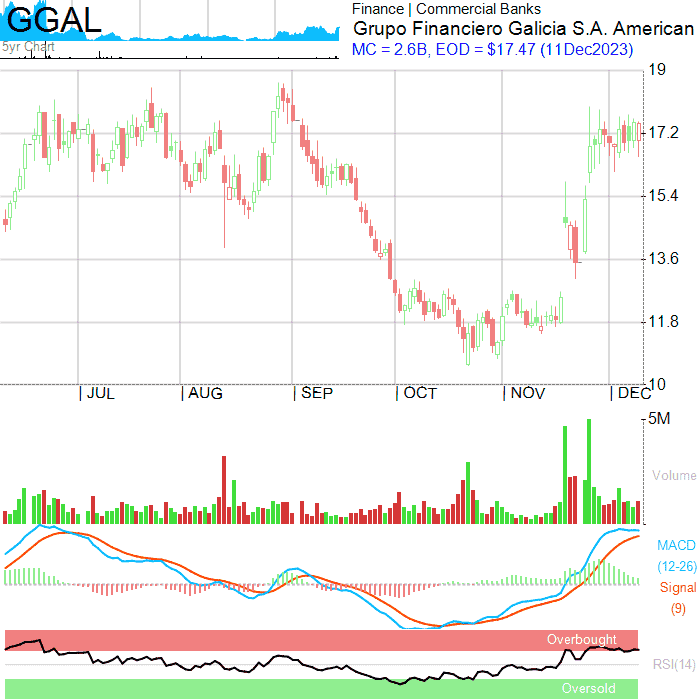 GGAL
5yr Chart
Finance | Commercial Banks
Grupo Financiero Galicia S.A. American
MC = 2.6B, EOD = $17.47 (11Dec2023)
19
17.2
15.4
13.6
11.8
10
JUL AUG SEP OCT NOV DEC
5M
Volume
MACD
(12-26)
Signal
(9)
Overbought
RSI(14)
Oversold